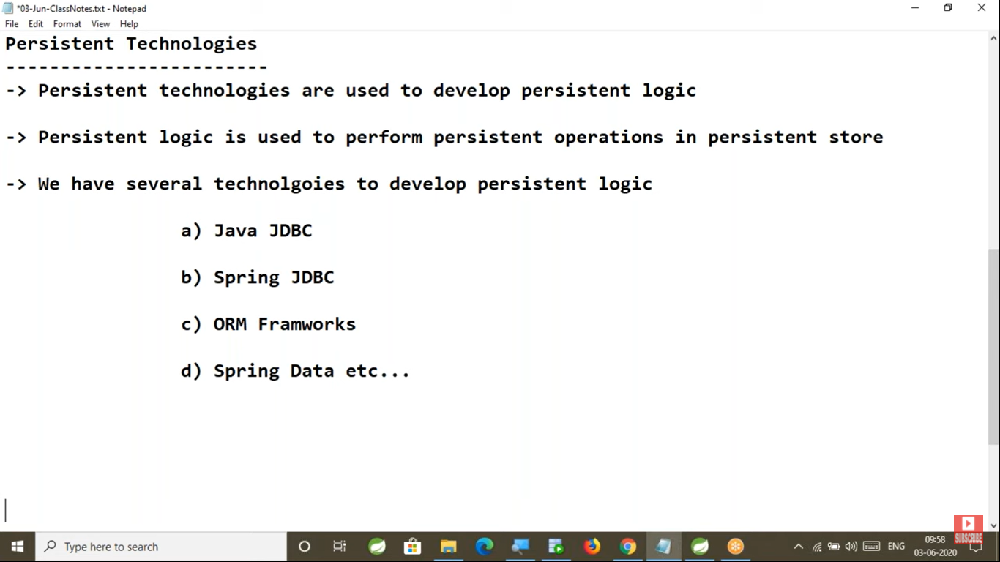 *03-Jun-ClassNotes.txt - Notepad
File Edit Format View Help
Persistent Technologies
------------------------
-> Persistent technologies are used to develop persistent logic
-> Persistent logic is used to perform persistent operations in persistent store
-> We have several technolgoies to develop persistent logic
a) Java JDBC
b) Spring JDBC
c) ORM Framworks
d) Spring Data etc...
SUBSCRIBE
Type here to search
ENG
09:58
03-06-2020